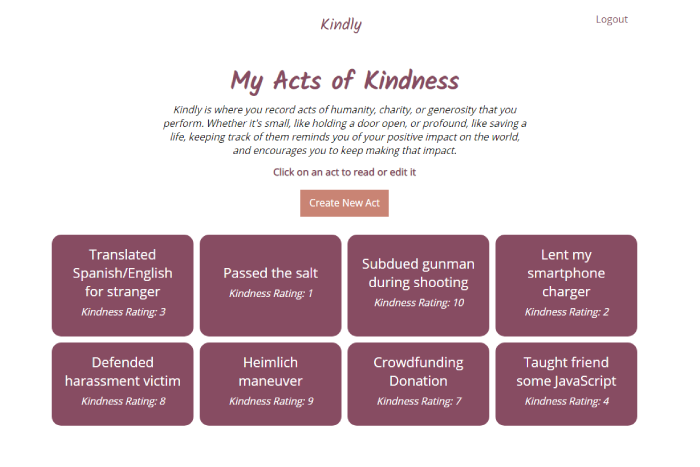 Kindly
Logout
My Acts of Kindness
Kindly is where you record acts of humanity, charity, or generosity that you
perform. Whether it's small, like holding a door open, or profound, like saving a
life, keeping track of them reminds you of your positive impact on the world,
and encourages you to keep making that impact.
Click on an act to read or edit it
Create New Act
Translated
Spanish/English
for stranger
Kindness Rating: 3
Passed the salt
Kindness Rating: 1
Subdued gunman
during shooting
Kindness Rating: 10
Lent my
smartphone
charger
Kindness Rating: 2
Defended
harassment victim
Kindness Rating: 8
Heimlich
maneuver
Kindness Rating: 9
Crowdfunding
Donation
Kindness Rating: 7
Taught friend
some JavaScript
Kindness Rating: 4